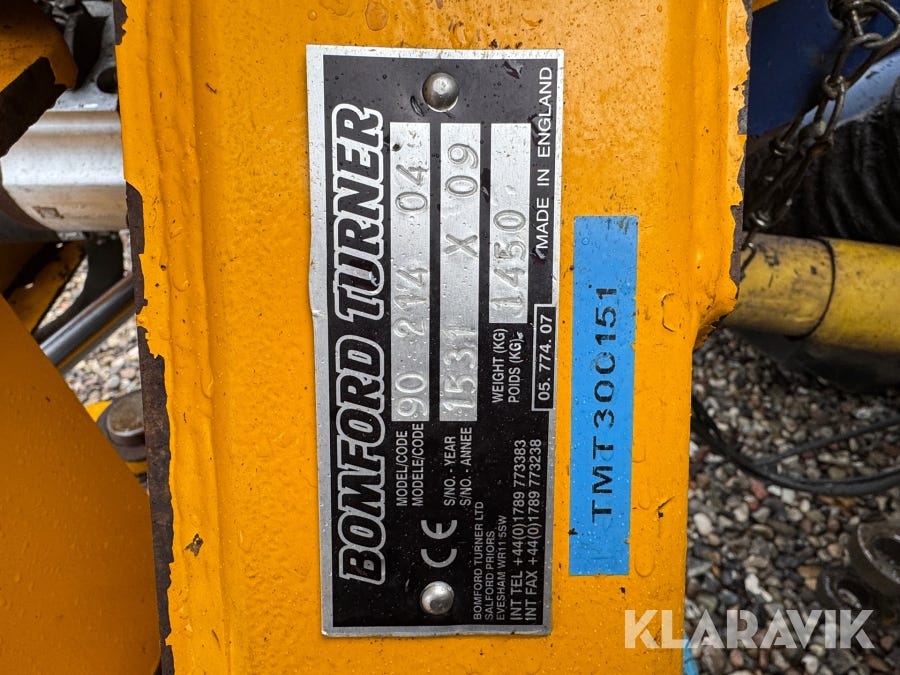 BOMFORD TURNER
MODEL/CODE
MODELE/CODE
90 214 04
S/NO. - YEAR
S/NO. - ANNEE
1531 X 09
WEIGHT (KG)
POIDS (KG)
1450
CE
BOMFORD TURNER LTD
SALFORD PRIORS,
EVESHAM WR11 5SW
INT TEL +44(0)1789 773383
INT FAX +44(0)1789 773238
05.774.07
MADE IN ENGLAND
TMT300151
KLARAVIK